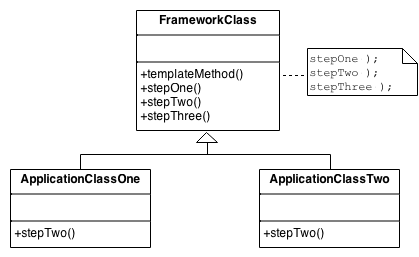 FrameworkClass
+templateMethod()
+stepOne()
+stepTwo()
+stepThree()
stepOne );
stepTwo );
stepThree );
ApplicationClassOne
+stepTwo()
ApplicationClassTwo
+stepTwo()